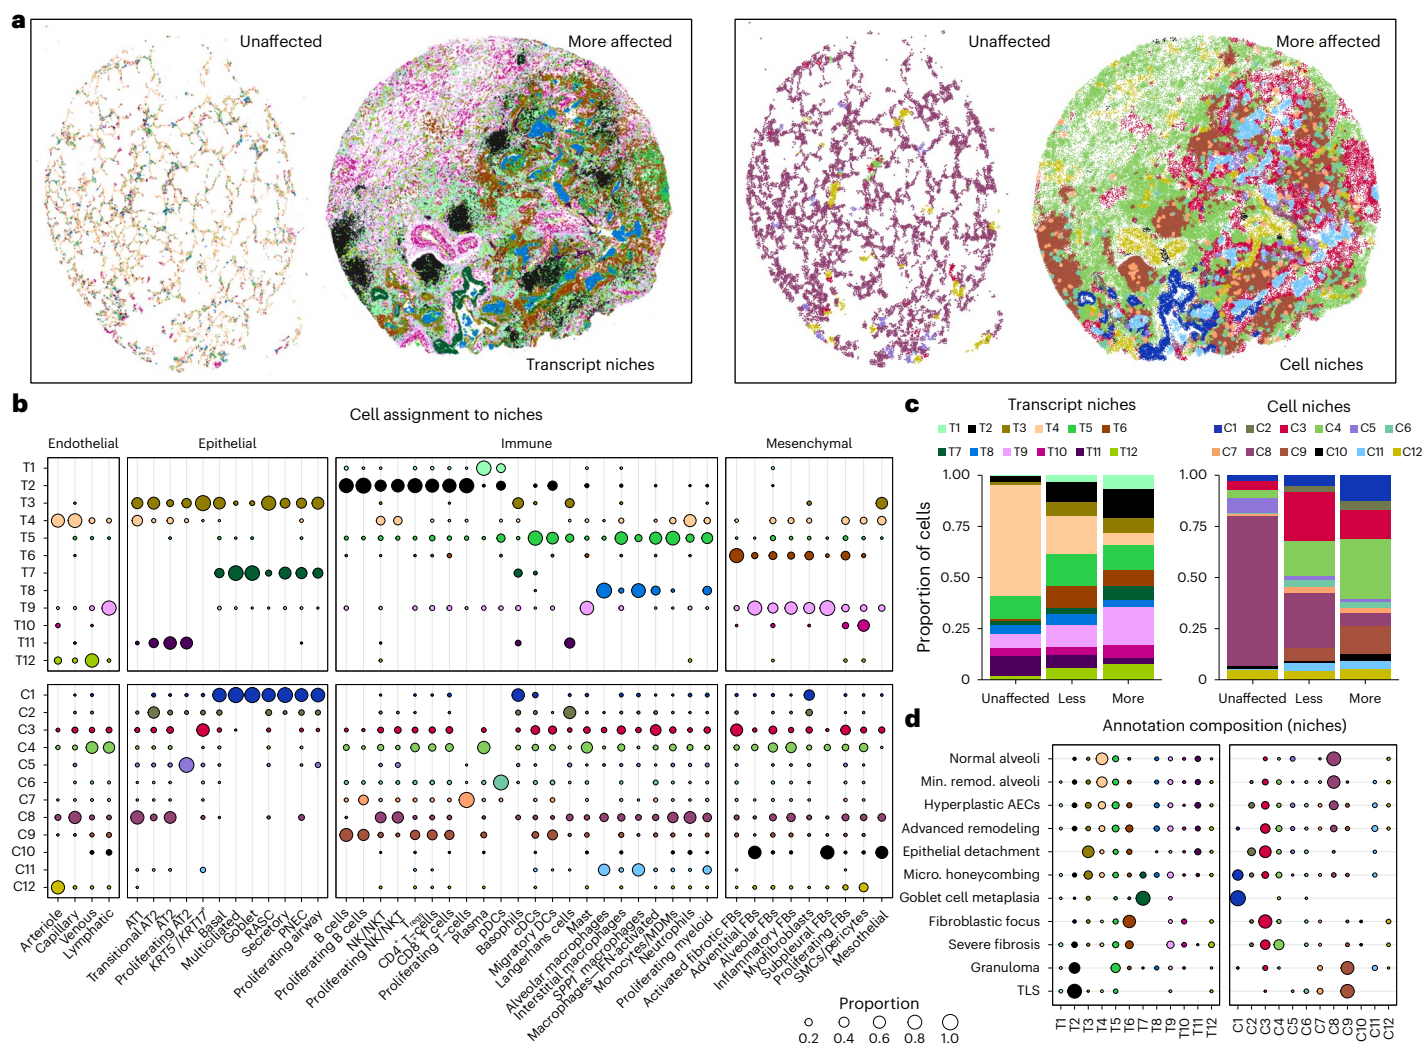 a
Unaffected
More affected
Transcript niches
Unaffected
More affected
Cell niches
b
Cell assignment to niches
Endothelial
Epithelial
Immune
Mesenchymal
T1
T2
T3
T4
T5
T6
T7
T8
T9
T10
T11
T12
C1
C2
C3
C4
C5
C6
C7
C8
C9
C10
C11
C12
Arteriole
Capillary
Venous
Lymphatic
AT1
Transitional AT2
AT2
Proliferating AT2
KRT5⁻/KRT17⁺
Basal
Multiciliated
Goblet
RASC
Secretory
PNEC
Proliferating airway
B cells
Proliferating B cells
NK/NKT
Proliferating NK/NKT
CD4⁺ T cells
Tregs
CD8⁺ T cells
Proliferating T cells
Plasma
pDCs
Basophils
cDCs
Migratory DCs
Langerhans cells
Mast
Alveolar macrophages
Interstitial macrophages
SPP1⁺ macrophages
Macrophages–IFN-activated
Monocytes/MDMs
Neutrophils
Proliferating myeloid
Activated fibrotic FBs
Adventitial FBs
Alveolar FBs
Inflammatory FBs
Myofibroblasts
Subpleural FBs
Proliferating FBs
SMCs/pericytes
Mesothelial
Proportion
0.2 0.4 0.6 0.8 1.0
c
Transcript niches
T1 T2 T3 T4 T5 T6
T7 T8 T9 T10 T11 T12
Cell niches
C1 C2 C3 C4 C5 C6
C7 C8 C9 C10 C11 C12
Proportion of cells
1.00
0.75
0.50
0.25
0
Unaffected Less More
1.00
0.75
0.50
0.25
0
Unaffected Less More
d
Annotation composition (niches)
Normal alveoli
Min. remod. alveoli
Hyperplastic AECs
Advanced remodeling
Epithelial detachment
Micro. honeycombing
Goblet cell metaplasia
Fibroblastic focus
Severe fibrosis
Granuloma
TLS
T1 T2 T3 T4 T5 T6 T7 T8 T9 T10 T11 T12
C1 C2 C3 C4 C5 C6 C7 C8 C9 C10 C11 C12